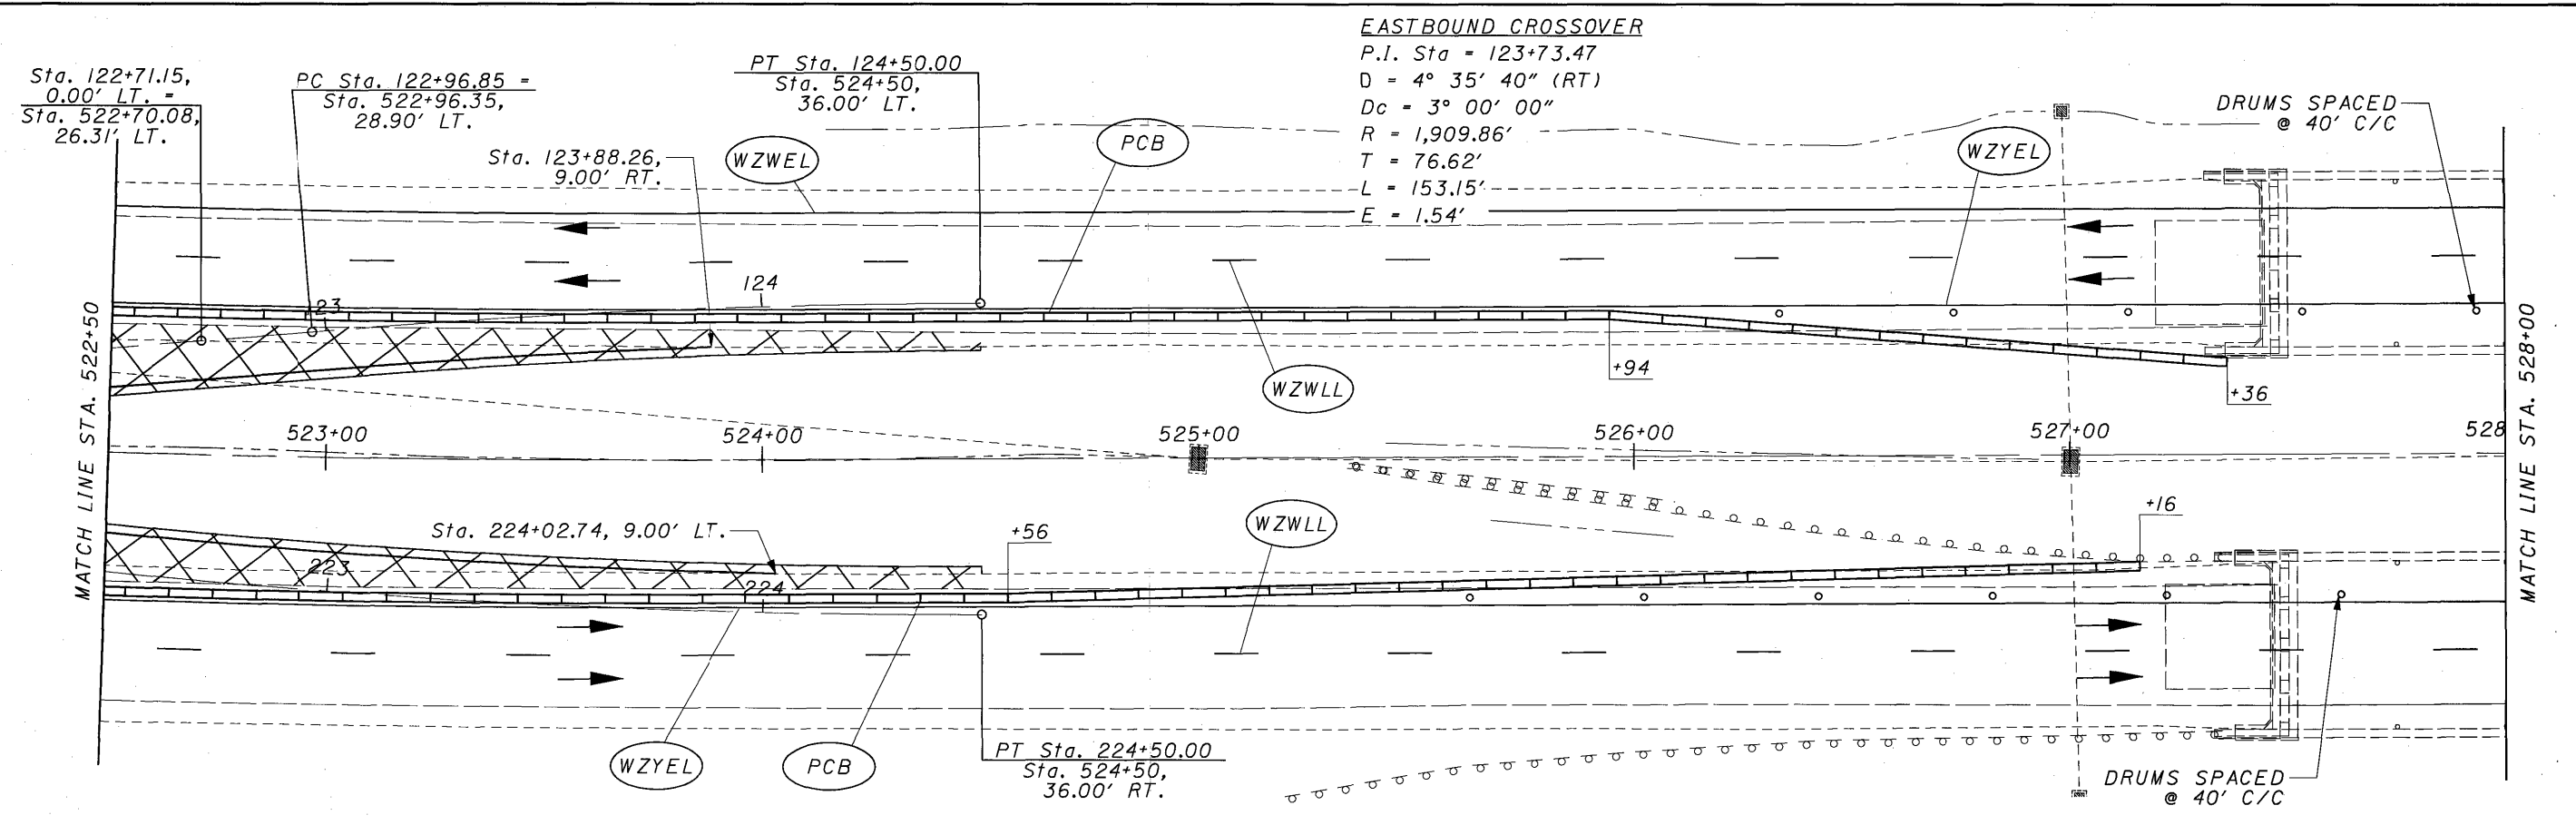 EASTBOUND CROSSOVER
P.I. Sta = 123+73.47
D = 4° 35' 40" (RT)
Dc = 3° 00' 00"
R = 1,909.86'
T = 76.62'
L = 153.15'
E = 1.54'
Sta. 122+71.15,
0.00' LT. =
Sta. 522+70.08,
26.31' LT.
PC Sta. 122+96.85 =
Sta. 522+96.35,
28.90' LT.
PT Sta. 124+50.00
Sta. 524+50,
36.00' LT.
Sta. 123+88.26,
9.00' RT.
WZWEL
PCB
WZYEL
DRUMS SPACED
@ 40' C/C
23
124
MATCH LINE STA. 522+50
MATCH LINE STA. 528+00
+94
+36
WZWLL
523+00
524+00
525+00
526+00
527+00
528
Sta. 224+02.74, 9.00' LT.
+56
WZWLL
+16
223
224
WZYEL
PCB
PT Sta. 224+50.00
Sta. 524+50,
36.00' RT.
DRUMS SPACED
@ 40' C/C